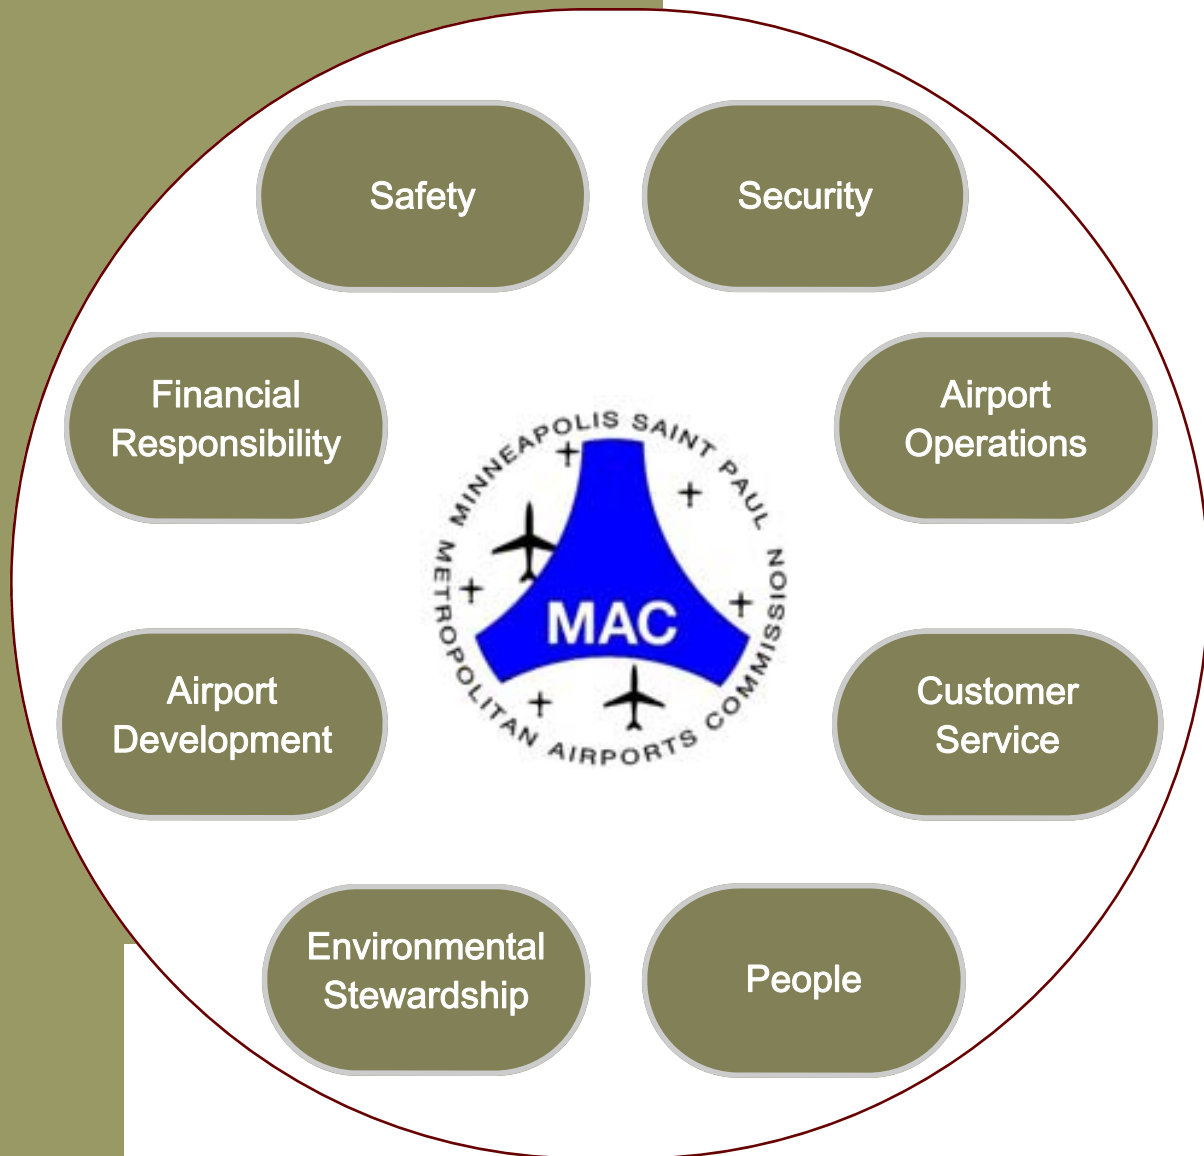 Safety
Security
Financial
Responsibility
Airport
Operations
MINNEAPOLIS SAINT PAUL
MAC
METROPOLITAN AIRPORTS COMMISSION
Airport
Development
Customer
Service
Environmental
Stewardship
People